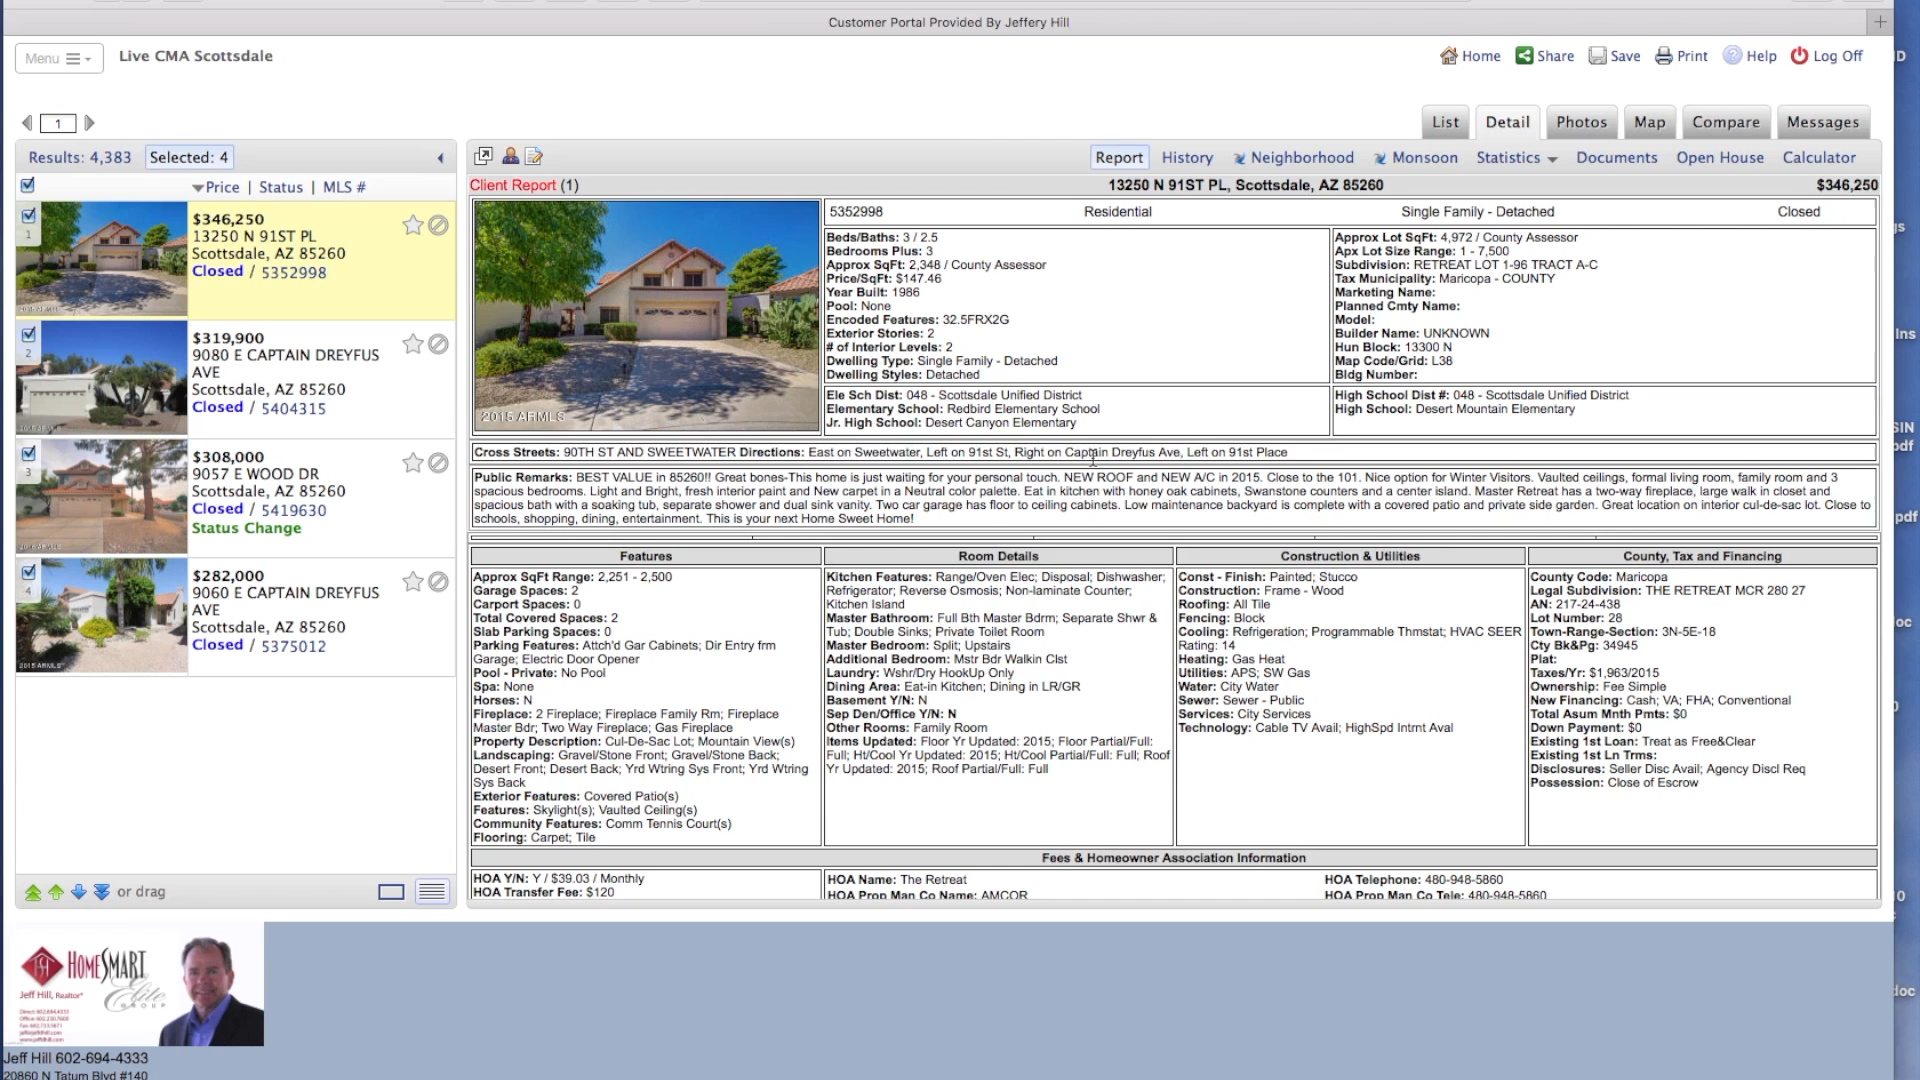 Customer Portal Provided By Jeffery Hill
Menu
Live CMA Scottsdale
Home Share Save Print Help Log Off
1
List Detail Photos Map Compare Messages
Results: 4,383 Selected: 4
Report History Neighborhood Monsoon Statistics Documents Open House Calculator
Price | Status | MLS #
Client Report (1) 13250 N 91ST PL, Scottsdale, AZ 85260 $346,250
1
$346,250
13250 N 91ST PL
Scottsdale, AZ 85260
Closed / 5352998
2
$319,900
9080 E CAPTAIN DREYFUS
AVE
Scottsdale, AZ 85260
Closed / 5404315
3
$308,000
9057 E WOOD DR
Scottsdale, AZ 85260
Closed / 5419630
Status Change
4
$282,000
9060 E CAPTAIN DREYFUS
AVE
Scottsdale, AZ 85260
Closed / 5375012
or drag
2015 ARMLS
5352998 Residential Single Family - Detached Closed
Beds/Baths: 3 / 2.5
Bedrooms Plus: 3
Approx SqFt: 2,348 / County Assessor
Price/SqFt: $147.46
Year Built: 1986
Pool: None
Encoded Features: 32.5FRX2G
Exterior Stories: 2
# of Interior Levels: 2
Dwelling Type: Single Family - Detached
Dwelling Styles: Detached
Approx Lot SqFt: 4,972 / County Assessor
Apx Lot Size Range: 1 - 7,500
Subdivision: RETREAT LOT 1-96 TRACT A-C
Tax Municipality: Maricopa - COUNTY
Marketing Name:
Planned Cmty Name:
Model:
Builder Name: UNKNOWN
Hun Block: 13300 N
Map Code/Grid: L38
Bldg Number:
Ele Sch Dist: 048 - Scottsdale Unified District
Elementary School: Redbird Elementary School
Jr. High School: Desert Canyon Elementary
High School Dist #: 048 - Scottsdale Unified District
High School: Desert Mountain Elementary
Cross Streets: 90TH ST AND SWEETWATER Directions: East on Sweetwater, Left on 91st St, Right on Captain Dreyfus Ave, Left on 91st Place
Public Remarks: BEST VALUE in 85260!! Great bones-This home is just waiting for your personal touch. NEW ROOF and NEW A/C in 2015. Close to the 101. Nice option for Winter Visitors. Vaulted ceilings, formal living room, family room and 3
spacious bedrooms. Light and Bright, fresh interior paint and New carpet in a Neutral color palette. Eat in kitchen with honey oak cabinets, Swanstone counters and a center island. Master Retreat has a two-way fireplace, large walk in closet and
spacious bath with a soaking tub, separate shower and dual sink vanity. Two car garage has floor to ceiling cabinets. Low maintenance backyard is complete with a covered patio and private side garden. Great location on interior cul-de-sac lot. Close to
schools, shopping, dining, entertainment. This is your next Home Sweet Home!
Features
Approx SqFt Range: 2,251 - 2,500
Garage Spaces: 2
Carport Spaces: 0
Total Covered Spaces: 2
Slab Parking Spaces: 0
Parking Features: Attch'd Gar Cabinets; Dir Entry frm
Garage; Electric Door Opener
Pool - Private: No Pool
Spa: None
Horses: N
Fireplace: 2 Fireplace; Fireplace Family Rm; Fireplace
Master Bdr; Two Way Fireplace; Gas Fireplace
Property Description: Cul-De-Sac Lot; Mountain View(s)
Landscaping: Gravel/Stone Front; Gravel/Stone Back;
Desert Front; Desert Back; Yrd Wtring Sys Front; Yrd Wtring
Sys Back
Exterior Features: Covered Patio(s)
Features: Skylight(s); Vaulted Ceiling(s)
Community Features: Comm Tennis Court(s)
Flooring: Carpet; Tile
Room Details
Kitchen Features: Range/Oven Elec; Disposal; Dishwasher;
Refrigerator; Reverse Osmosis; Non-laminate Counter;
Kitchen Island
Master Bathroom: Full Bth Master Bdrm; Separate Shwr &
Tub; Double Sinks; Private Toilet Room
Master Bedroom: Split; Upstairs
Additional Bedroom: Mstr Bdr Walkin Clst
Laundry: Wshr/Dry HookUp Only
Dining Area: Eat-in Kitchen; Dining in LR/GR
Basement Y/N: N
Sep Den/Office Y/N: N
Other Rooms: Family Room
Items Updated: Floor Yr Updated: 2015; Floor Partial/Full:
Full; Ht/Cool Yr Updated: 2015; Ht/Cool Partial/Full: Full; Roof
Yr Updated: 2015; Roof Partial/Full: Full
Construction & Utilities
Const - Finish: Painted; Stucco
Construction: Frame - Wood
Roofing: All Tile
Fencing: Block
Cooling: Refrigeration; Programmable Thmstat; HVAC SEER
Rating: 14
Heating: Gas Heat
Utilities: APS; SW Gas
Water: City Water
Sewer: Sewer - Public
Services: City Services
Technology: Cable TV Avail; HighSpd Intrnt Aval
County, Tax and Financing
County Code: Maricopa
Legal Subdivision: THE RETREAT MCR 280 27
AN: 217-24-438
Lot Number: 28
Town-Range-Section: 3N-5E-18
Cty Bk&Pg: 34945
Plat:
Taxes/Yr: $1,963/2015
Ownership: Fee Simple
New Financing: Cash; VA; FHA; Conventional
Total Asum Mnth Pmts: $0
Down Payment: $0
Existing 1st Loan: Treat as Free&Clear
Existing 1st Ln Trms:
Disclosures: Seller Disc Avail; Agency Discl Req
Possession: Close of Escrow
Fees & Homeowner Association Information
HOA Y/N: Y / $39.03 / Monthly
HOA Transfer Fee: $120
HOA Name: The Retreat
HOA Prop Man Co Name: AMCOR
HOA Telephone: 480-948-5860
HOA Prop Man Co Tele: 480-948-5860
HOMESMART
Elite
GROUP
Jeff Hill, Realtor
Jeff Hill 602-694-4333
20860 N Tatum Blvd #140